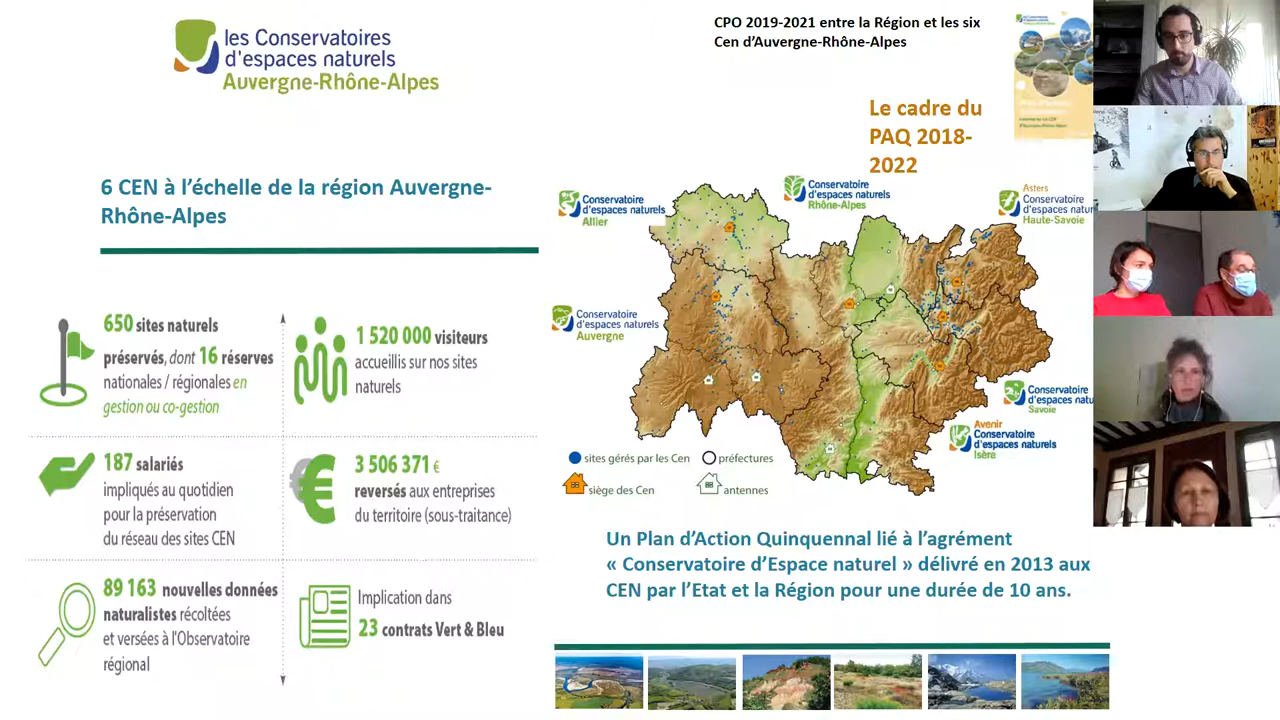 les Conservatoires
d'espaces naturels
Auvergne-Rhône-Alpes
CPO 2019-2021 entre la Région et les six
Cen d'Auvergne-Rhône-Alpes
Le cadre du
PAQ 2018-
2022
6 CEN à l'échelle de la région Auvergne-
Rhône-Alpes
650 sites naturels
préservés, dont 16 réserves
nationales / régionales en
gestion ou co-gestion
1 520 000 visiteurs
accueillis sur nos sites
naturels
187 salariés
impliqués au quotidien
pour la préservation
du réseau des sites CEN
3 506 371 €
reversés aux entreprises
du territoire (sous-traitance)
89 163 nouvelles données
naturalistes récoltées
et versées à l'Observatoire
régional
Implication dans
23 contrats Vert & Bleu
Conservatoire
d'espaces naturels
Allier
Conservatoire
d'espaces naturels
Rhône-Alpes
Asters
Conservatoire
d'espaces natur
Haute-Savoie
Conservatoire
d'espaces naturels
Auvergne
Conservatoire
d'espaces natu
Savoie
Avenir
Conservatoire
d'espaces naturels
Isère
sites gérés par les Cen
préfectures
siège des Cen
antennes
Un Plan d'Action Quinquennal lié à l'agrément
« Conservatoire d'Espace naturel » délivré en 2013 aux
CEN par l'Etat et la Région pour une durée de 10 ans.